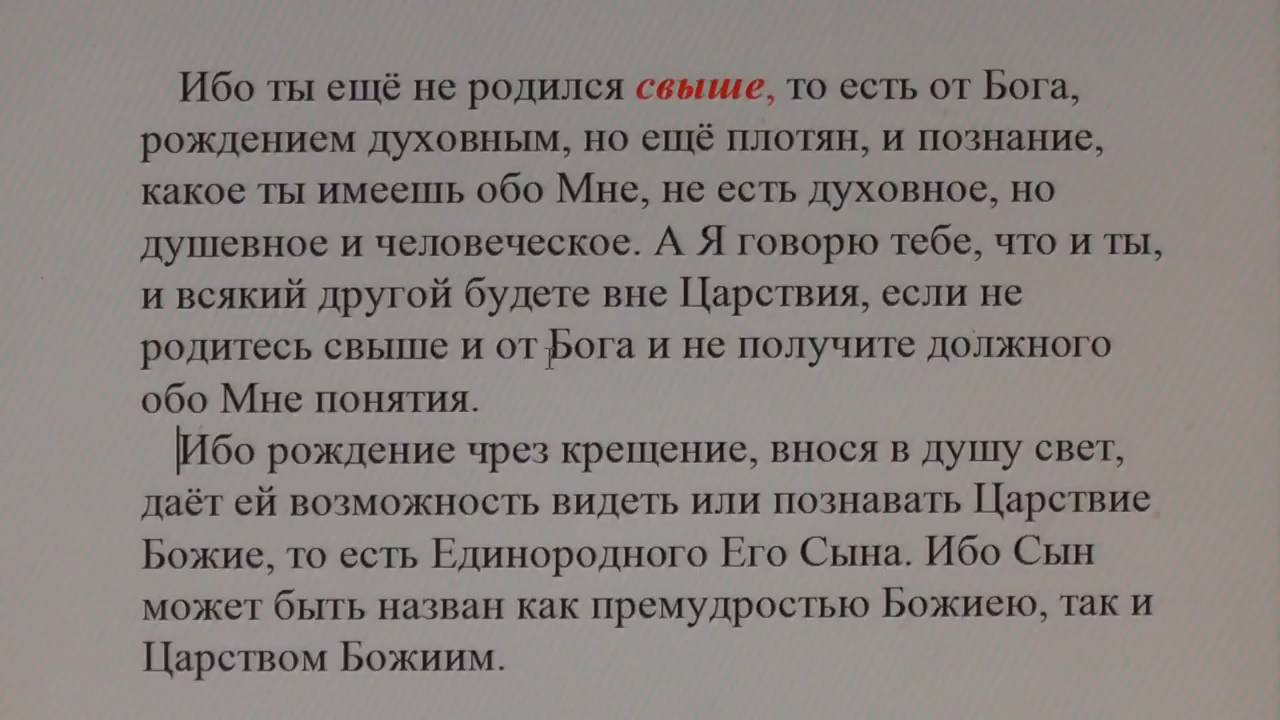 Ибо ты ещё не родился свыше, то есть от Бога,
рождением духовным, но ещё плотян, и познание,
какое ты имеешь обо Мне, не есть духовное, но
душевное и человеческое. А Я говорю тебе, что и ты,
и всякий другой будете вне Царствия, если не
родитесь свыше и от Бога и не получите должного
обо Мне понятия.
Ибо рождение чрез крещение, внося в душу свет,
даёт ей возможность видеть или познавать Царствие
Божие, то есть Единородного Его Сына. Ибо Сын
может быть назван как премудростью Божиею, так и
Царством Божиим.